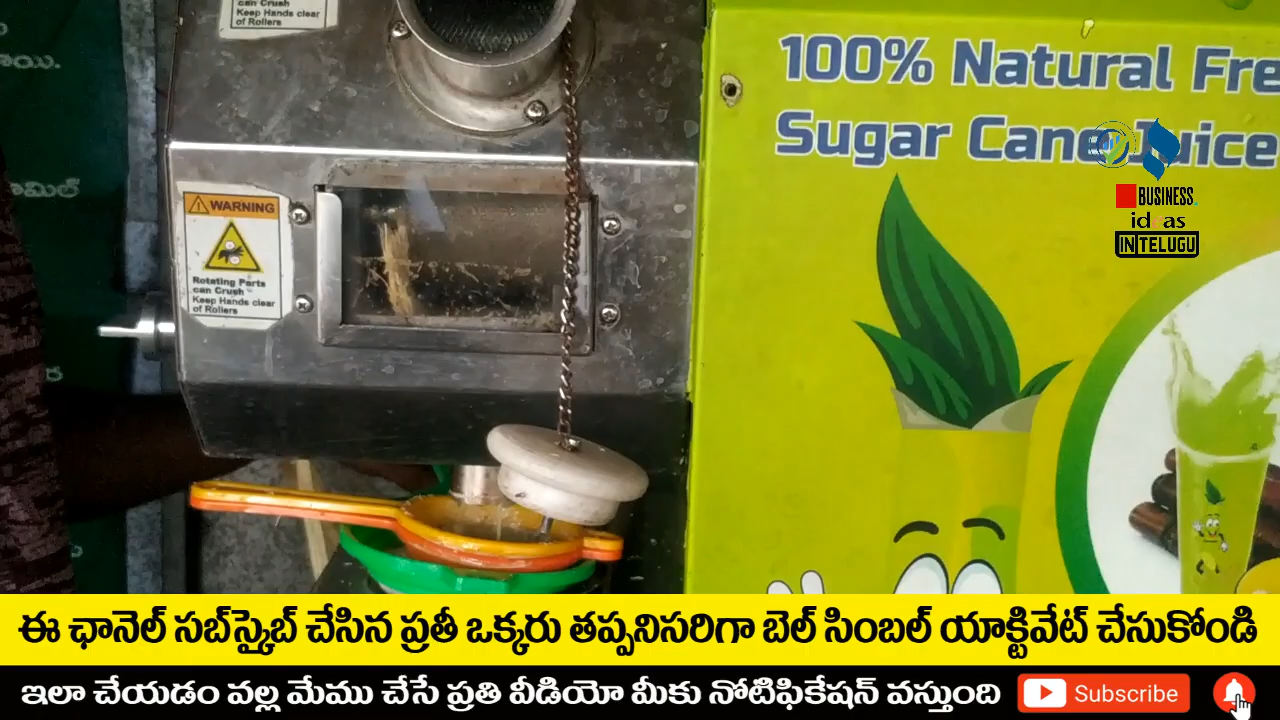 can Crush
Keep Hands clear
of Rollers
ాయి.
ామిల్
WARNING
Rotating Parts
can Crush
Keep Hands clear
of Rollers
100% Natural Fre
Sugar Cane Juice
BUSINESS
ideas
IN TELUGU
ఈ ఛానెల్ సబ్‌స్క్రైబ్ చేసిన ప్రతీ ఒక్కరు తప్పనిసరిగా బెల్ సింబల్ యాక్టివేట్ చేసుకోండి
ఇలా చేయడం వల్ల మేము చేసే ప్రతి వీడియో మీకు నోటిఫికేషన్ వస్తుంది
Subscribe